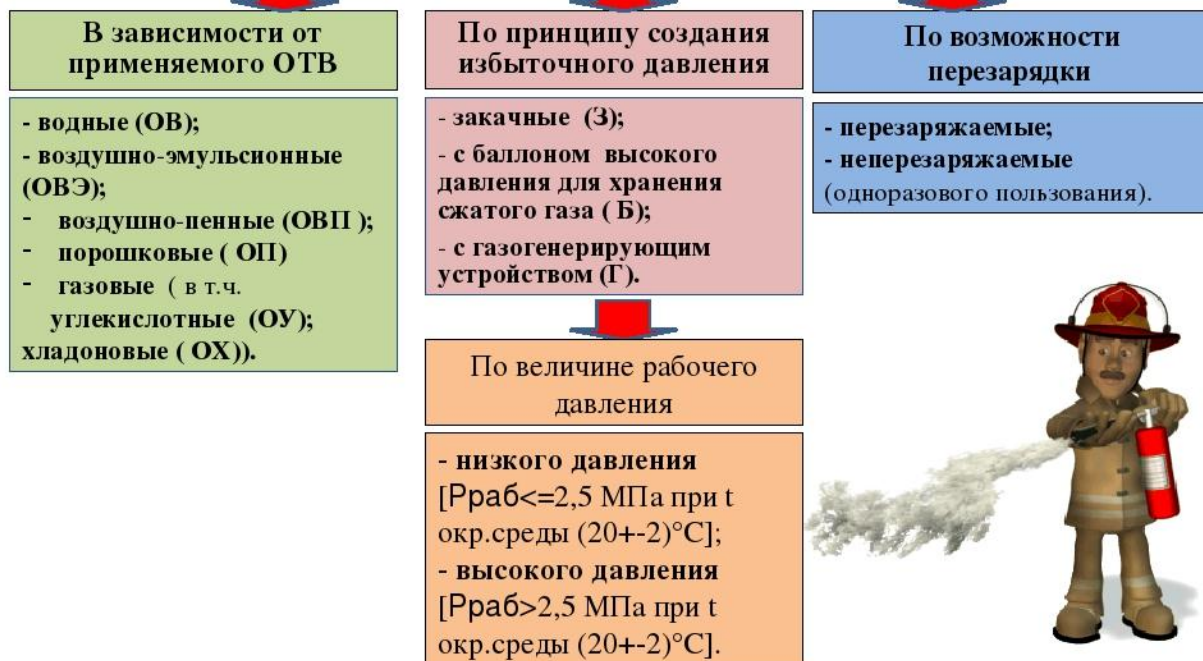 В зависимости от
применяемого ОТВ
- водные (ОВ);
- воздушно-эмульсионные
(ОВЭ);
- воздушно-пенные (ОВП );
- порошковые ( ОП)
- газовые ( в т.ч.
углекислотные (ОУ);
хладоновые ( ОХ)).
По принципу создания
избыточного давления
- закачные (З);
- с баллоном высокого
давления для хранения
сжатого газа ( Б);
- с газогенерирующим
устройством (Г).
По величине рабочего
давления
- низкого давления
[Рраб<=2,5 МПа при t
окр.среды (20+-2)°С];
- высокого давления
[Рраб>2,5 МПа при t
окр.среды (20+-2)°С].
По возможности
перезарядки
- перезаряжаемые;
- неперезаряжаемые
(одноразового пользования).